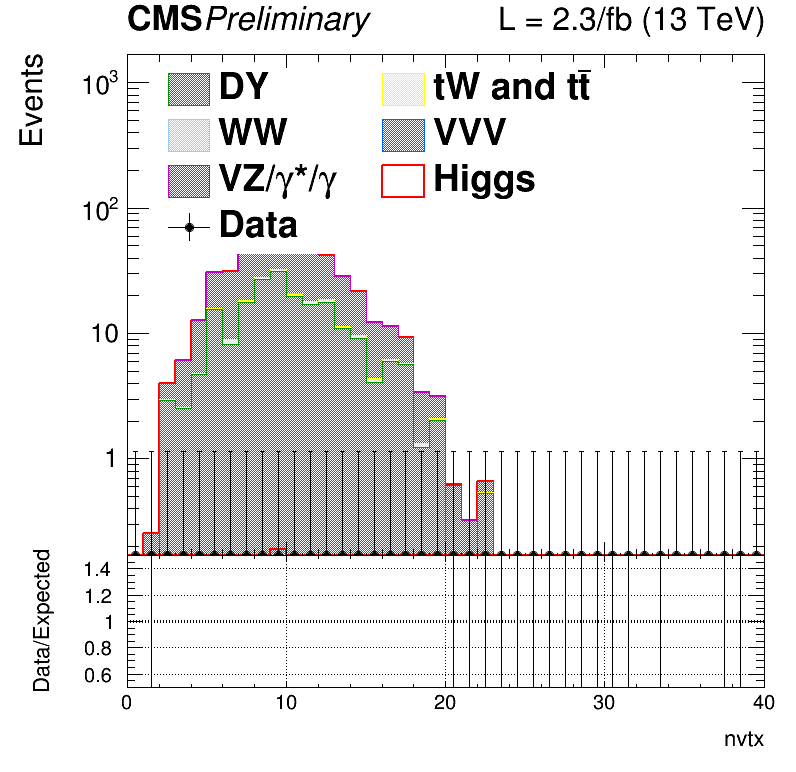 CMS Preliminary L = 2.3/fb (13 TeV)
Events
10³
10²
10
1
DY tW and tt̅
WW VVV
VZ/γ*/γ Higgs
Data
Data/Expected
1.4
1.2
1
0.8
0.6
0 10 20 30 40
nvtx